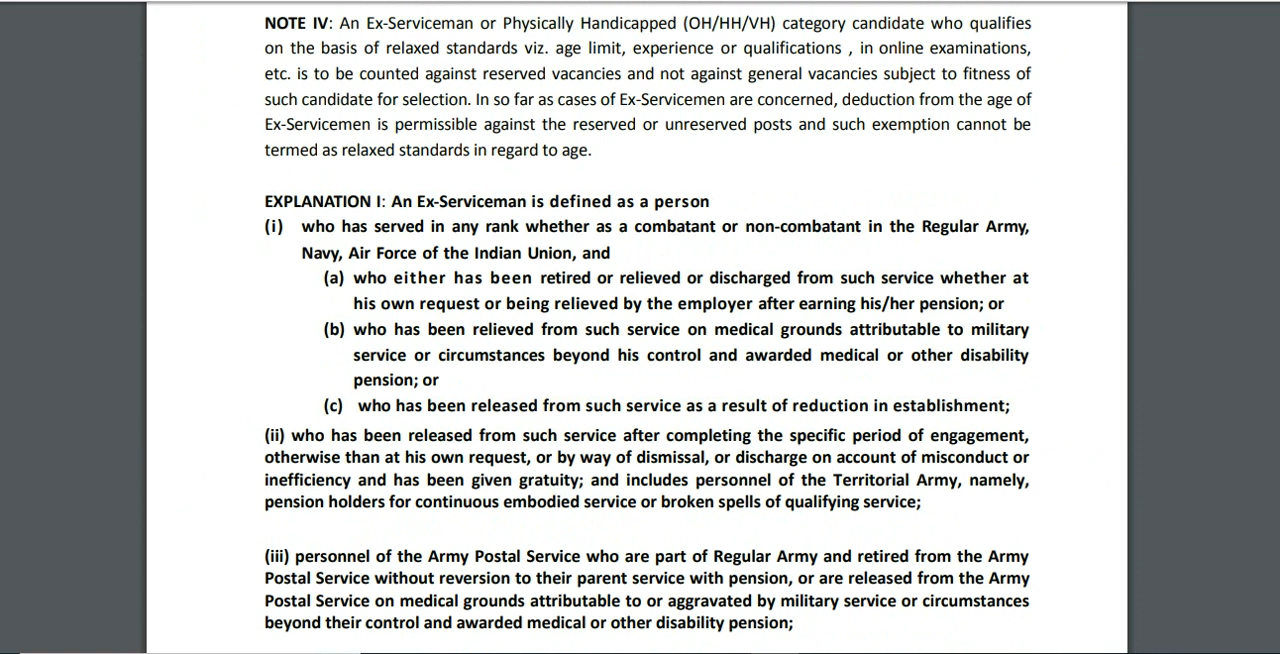 NOTE IV: An Ex-Serviceman or Physically Handicapped (OH/HH/VH) category candidate who qualifies
on the basis of relaxed standards viz. age limit, experience or qualifications , in online examinations,
etc. is to be counted against reserved vacancies and not against general vacancies subject to fitness of
such candidate for selection. In so far as cases of Ex-Servicemen are concerned, deduction from the age of
Ex-Servicemen is permissible against the reserved or unreserved posts and such exemption cannot be
termed as relaxed standards in regard to age.
EXPLANATION I: An Ex-Serviceman is defined as a person
(i) who has served in any rank whether as a combatant or non-combatant in the Regular Army,
Navy, Air Force of the Indian Union, and
(a) who either has been retired or relieved or discharged from such service whether at
his own request or being relieved by the employer after earning his/her pension; or
(b) who has been relieved from such service on medical grounds attributable to military
service or circumstances beyond his control and awarded medical or other disability
pension; or
(c) who has been released from such service as a result of reduction in establishment;
(ii) who has been released from such service after completing the specific period of engagement,
otherwise than at his own request, or by way of dismissal, or discharge on account of misconduct or
inefficiency and has been given gratuity; and includes personnel of the Territorial Army, namely,
pension holders for continuous embodied service or broken spells of qualifying service;
(iii) personnel of the Army Postal Service who are part of Regular Army and retired from the Army
Postal Service without reversion to their parent service with pension, or are released from the Army
Postal Service on medical grounds attributable to or aggravated by military service or circumstances
beyond their control and awarded medical or other disability pension;